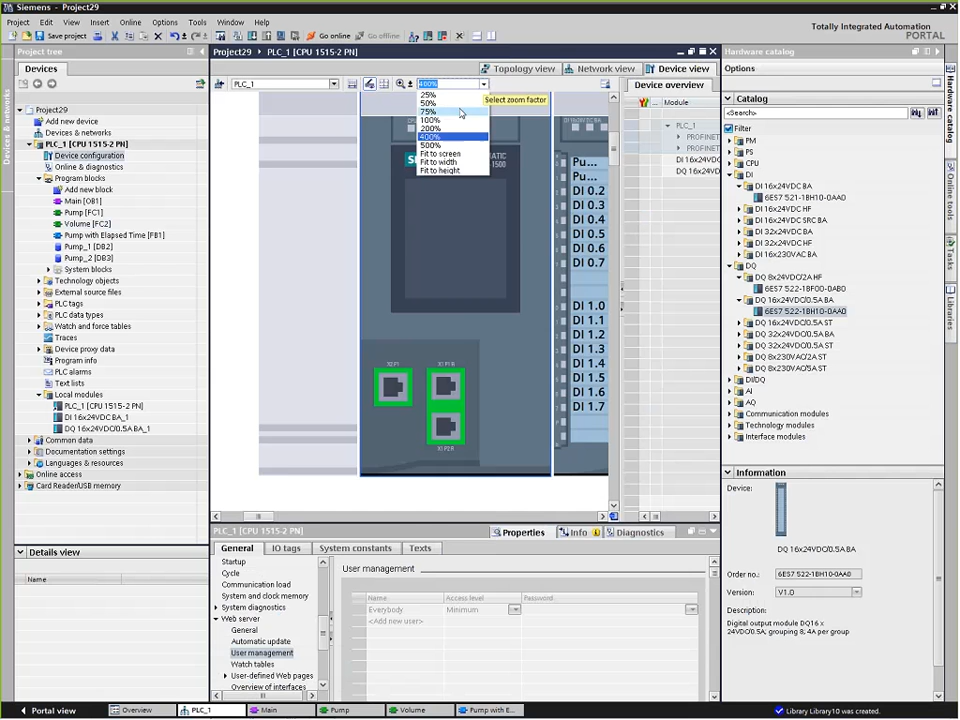 Siemens - Project29
Project Edit View Insert Online Options Tools Window Help
Totally Integrated Automation
PORTAL
Save project
Go online
Go offline
Project tree
Devices
Devices & networks
Project29
Add new device
Devices & networks
PLC_1 [CPU 1515-2 PN]
Device configuration
Online & diagnostics
Program blocks
Add new block
Main [OB1]
Pump [FC1]
Volume [FC2]
Pump with Elapsed Time [FB1]
Pump_1 [DB2]
Pump_2 [DB3]
System blocks
Technology objects
External source files
PLC tags
PLC data types
Watch and force tables
Traces
Device proxy data
Program info
PLC alarms
Text lists
Local modules
PLC_1 [CPU 1515-2 PN]
DI 16x24VDC BA_1
DQ 16x24VDC/0.5A BA_1
Common data
Documentation settings
Languages & resources
Online access
Card Reader/USB memory
Details view
Name
Project29 PLC_1 [CPU 1515-2 PN]
Topology view
Network view
Device view
PLC_1
400%
Select zoom factor
25%
50%
75%
100%
200%
400%
500%
Fit to screen
Fit to width
Fit to height
X2 P1
X1 P1 R
X1 P2 R
Pu...
Pu...
DI 0.2
DI 0.3
DI 0.4
DI 0.5
DI 0.6
DI 0.7
DI 1.0
DI 1.1
DI 1.2
DI 1.3
DI 1.4
DI 1.5
DI 1.6
DI 1.7
Device overview
... Module
PLC_1
PROFINET
PROFINET
DI 16x24VD
DQ 16x24VD
PLC_1 [CPU 1515-2 PN]
Properties
Info
Diagnostics
General
IO tags
System constants
Texts
Startup
Cycle
Communication load
System and clock memory
System diagnostics
Web server
General
Automatic update
User management
Watch tables
User-defined Web pages
Overview of interfaces
User management
Name Access level Password
Everybody Minimum
<Add new user>
Hardware catalog
Options
Catalog
<Search>
Filter
PM
PS
CPU
DI
DI 16x24VDC BA
6ES7 521-1BH10-0AA0
DI 16x24VDC HF
DI 16x24VDC SRC BA
DI 32x24VDC BA
DI 32x24VDC HF
DI 16x230VAC BA
DQ
DQ 8x24VDC/2A HF
6ES7 522-1BF00-0AB0
DQ 16x24VDC/0.5A BA
6ES7 522-1BH10-0AA0
DQ 16x24VDC/0.5A ST
DQ 32x24VDC/0.5A BA
DQ 32x24VDC/0.5A ST
DQ 8x230VAC/2A ST
DQ 8x230VAC/5A ST
DI/DQ
AI
AQ
Communication modules
Technology modules
Interface modules
Information
Device:
DQ 16x24VDC/0.5A BA
Order no.: 6ES7 522-1BH10-0AA0
Version: V1.0
Description:
Digital output module DQ16 x
24VDC/0.5A; grouping 8; 4A per group
Hardware catalog
Online tools
Tasks
Libraries
Portal view
Overview
PLC_1
Main
Pump
Volume
Pump with E...
Library Library10 was created.